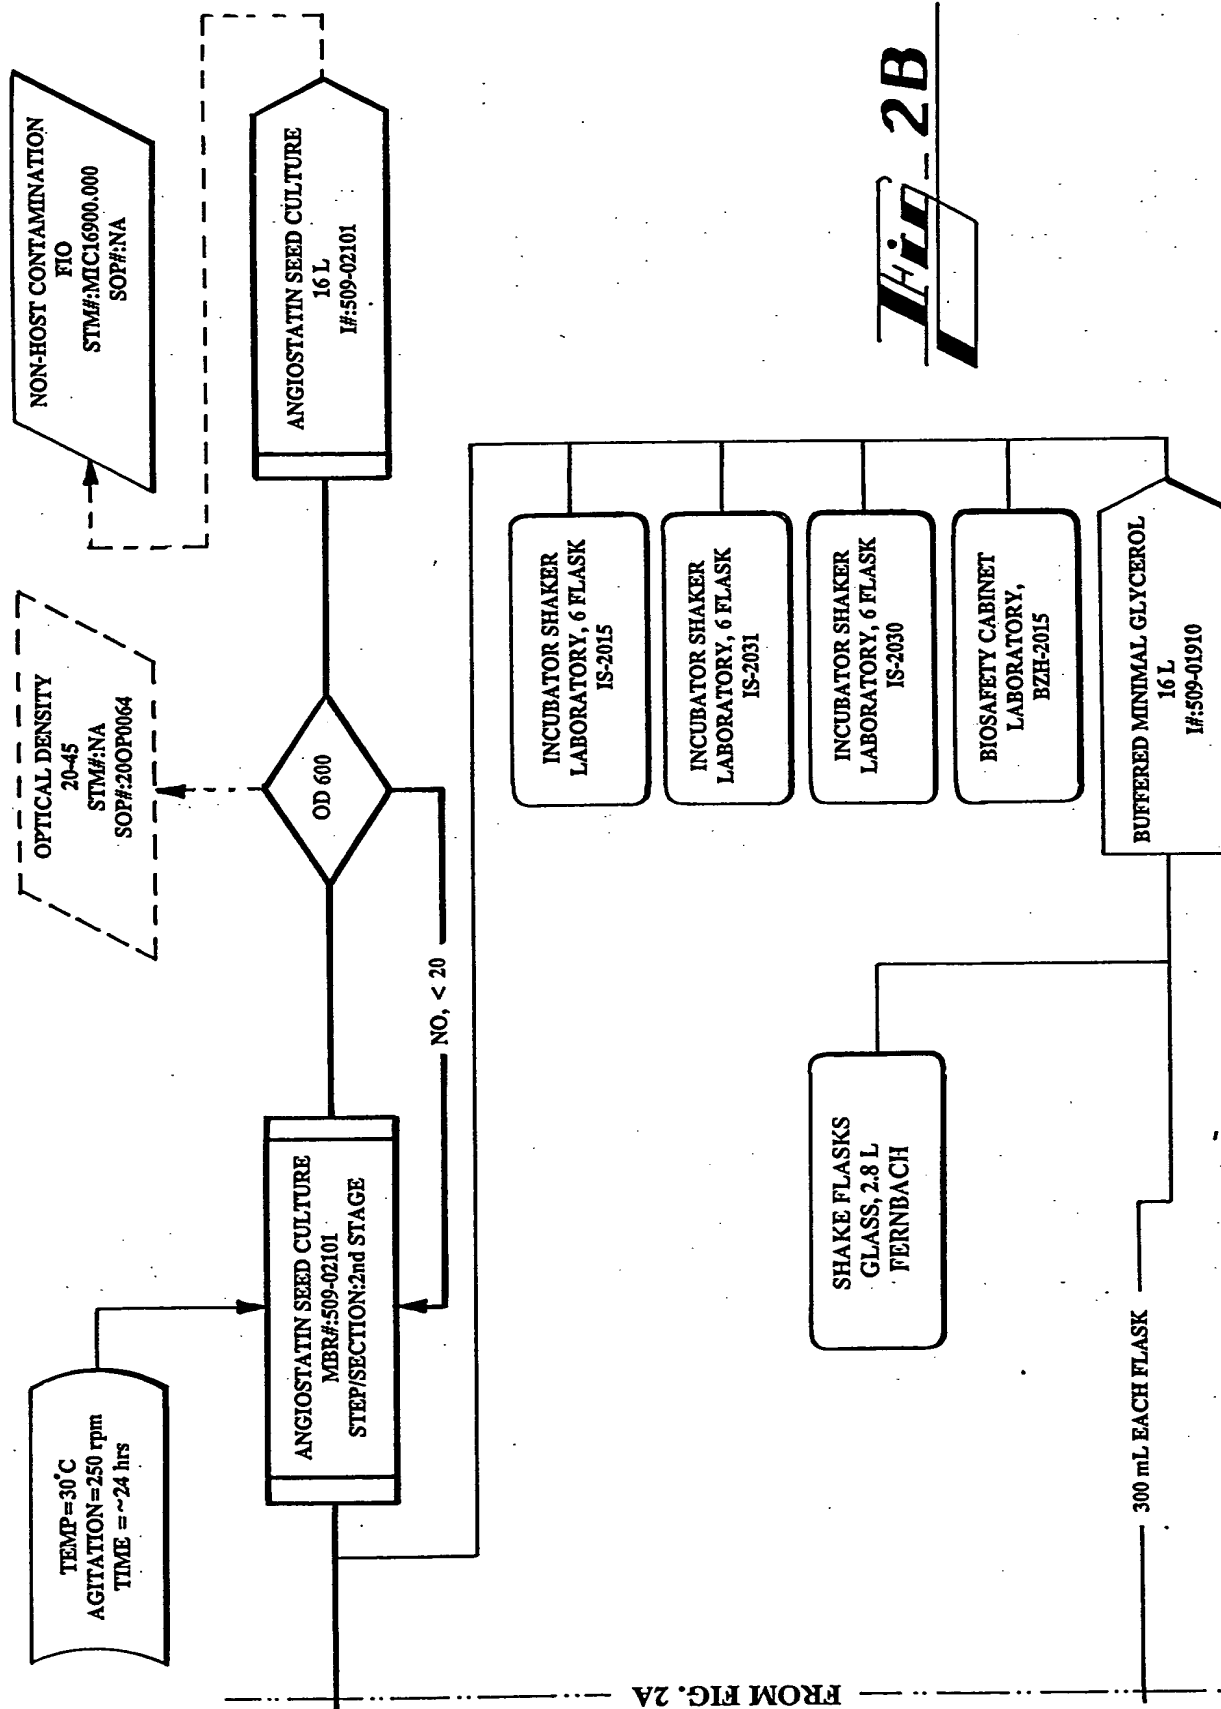 TEMP=30°C
AGITATION=250 rpm
TIME = ~24 hrs
OPTICAL DENSITY
20-45
STM#:NA
SOP#:20OP0064
NON-HOST CONTAMINATION
FIO
STM#:MIC16900.000
SOP#:NA
ANGIOSTATIN SEED CULTURE
MBR#:509-02101
STEP/SECTION:2nd STAGE
OD 600
ANGIOSTATIN SEED CULTURE
16 L
I#:509-02101
NO, < 20
INCUBATOR SHAKER
LABORATORY, 6 FLASK
IS-2015
INCUBATOR SHAKER
LABORATORY, 6 FLASK
IS-2031
INCUBATOR SHAKER
LABORATORY, 6 FLASK
IS-2030
BIOSAFETY CABINET
LABORATORY,
BZH-2015
SHAKE FLASKS
GLASS, 2.8 L
FERNBACH
BUFFERED MINIMAL GLYCEROL
16 L
I#:509-01910
300 mL EACH FLASK
FROM FIG. 2A
Fig_2B